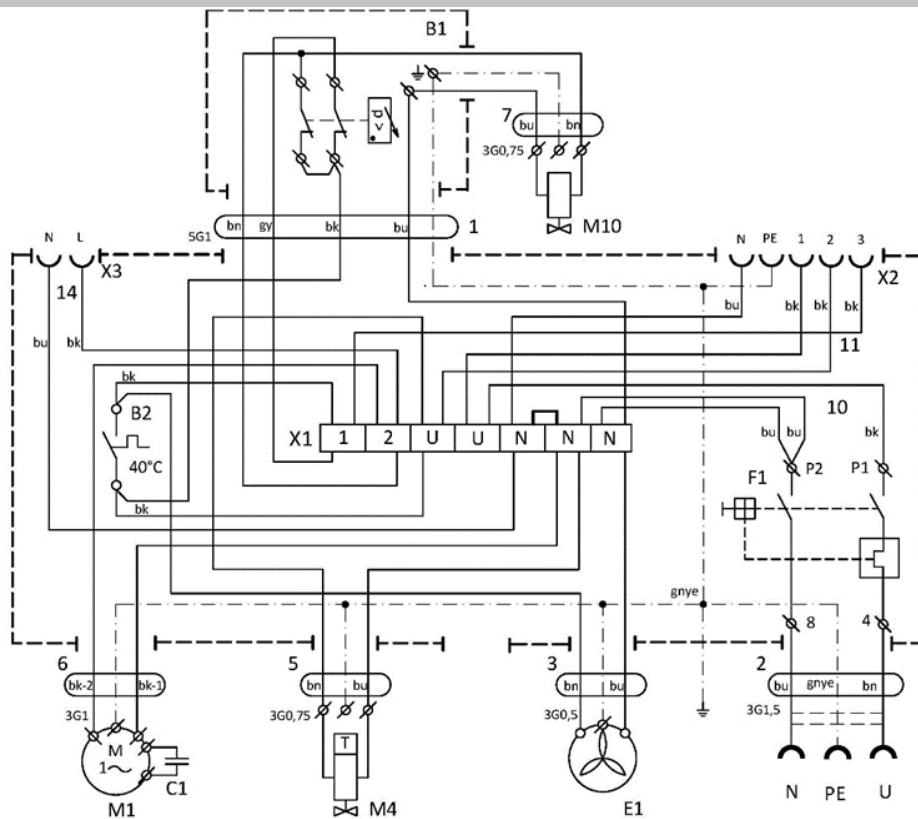 B1
<p
7
bu bn
3G0,75
M10
bn gy bk bu
1
5G1
N L
X3
14
N PE 1 2 3
X2
bu bk
bu bk bk bk
11
bk
10
B2
40°C
X1 1 2 U U N N N
bu bu bk
P2 P1
F1
bk
gnye
8 4
6
bk-2 bk-1
3G1
5
bn bu
3G0,75
3
bn bu
3G0,5
2
bu gnye bn
3G1,5
M
1~
C1
M1
T
M4
E1
N PE U